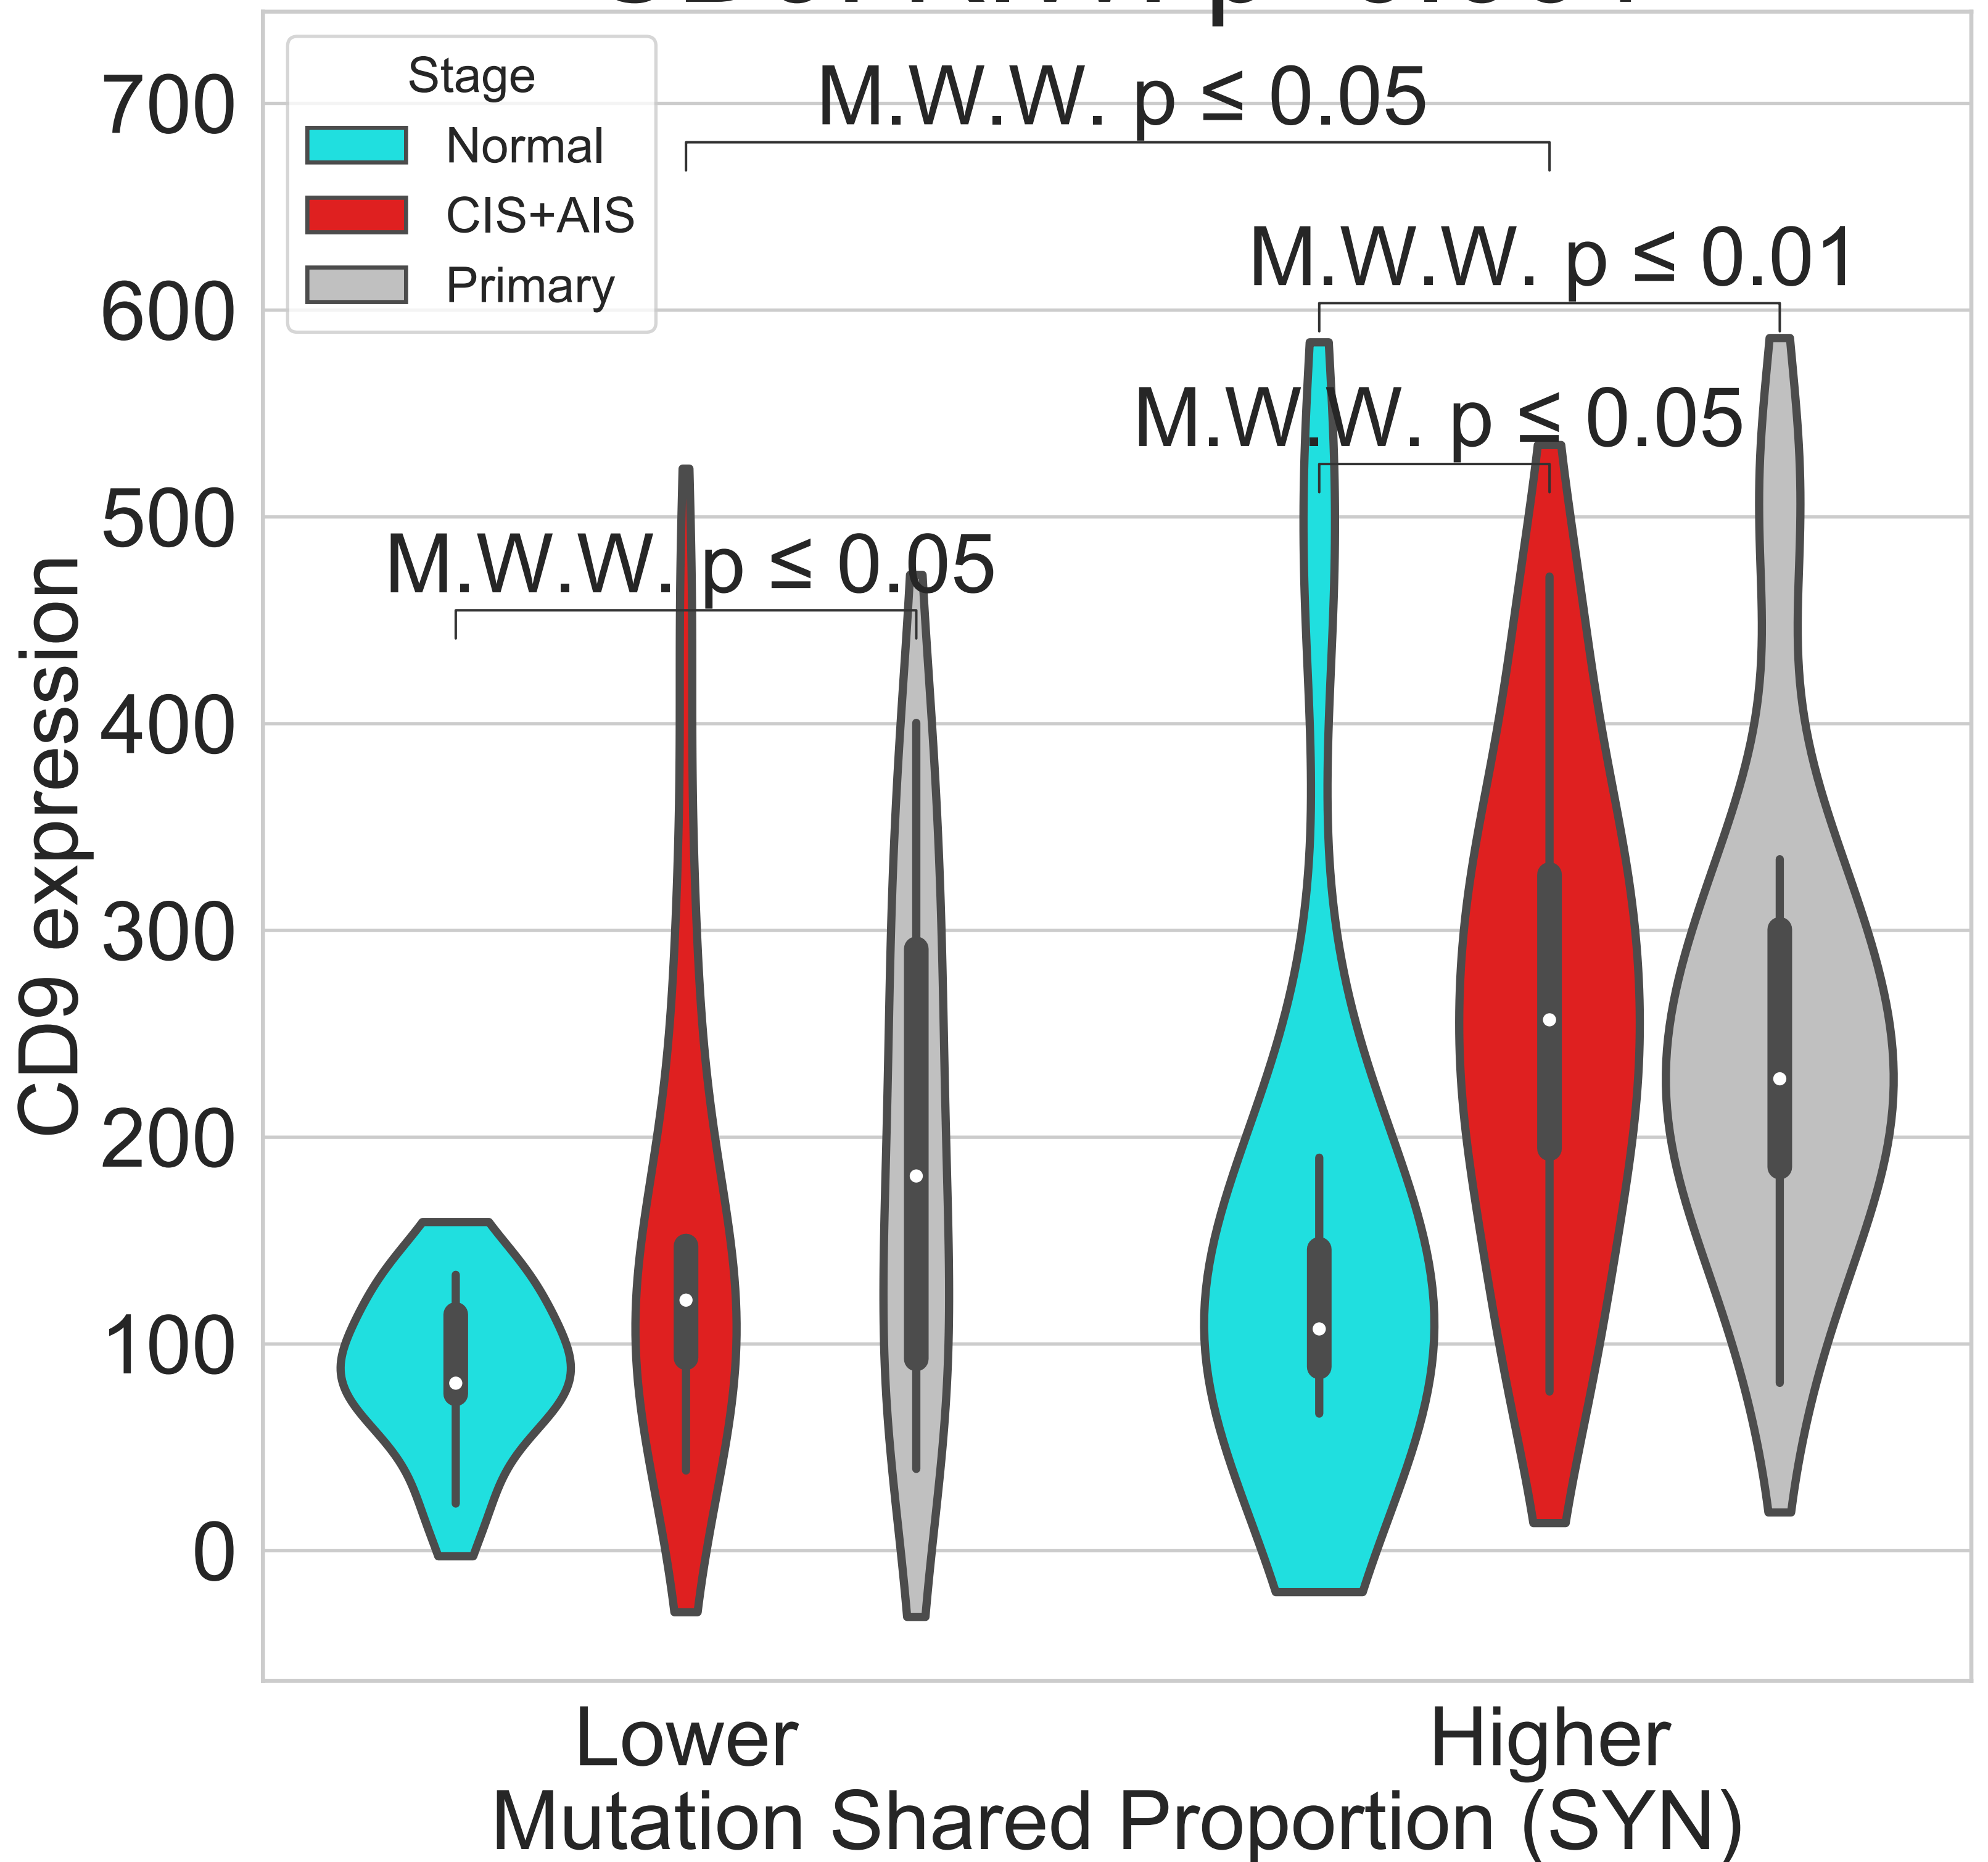 Stage
Normal
CIS+AIS
Primary
M.W.W. p ≤ 0.05
M.W.W. p ≤ 0.01
M.W.W. p ≤ 0.05
M.W.W. p ≤ 0.05
700
600
500
400
300
200
100
0
CD9 expression
Lower
Higher
Mutation Shared Proportion (SYN)